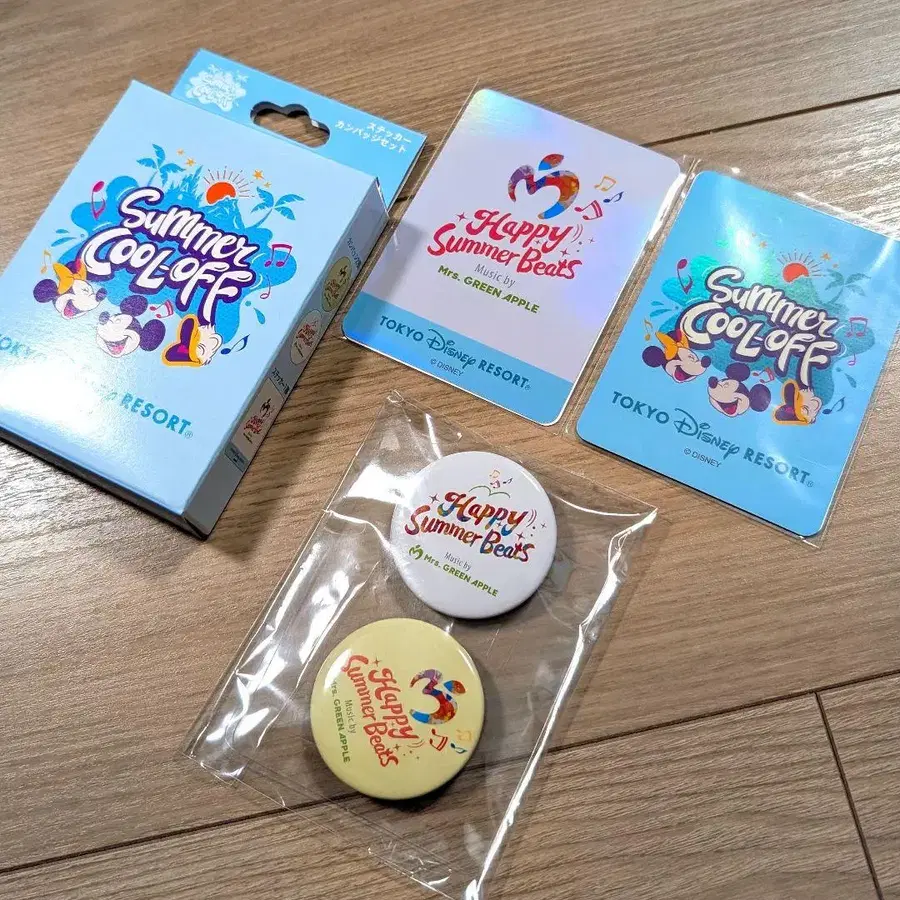 ステッカー
カンバッジセット
Summer
COOL-OFF
TOKYO Disney RESORT®
Happy
Summer Beats
Music by
Mrs. GREEN APPLE
TOKYO Disney RESORT®
© DISNEY
Summer
COOL-OFF
TOKYO Disney RESORT®
© DISNEY
Happy
Summer Beats
Music by
Mrs. GREEN APPLE
Happy
Summer Beats
Music by
Mrs. GREEN APPLE